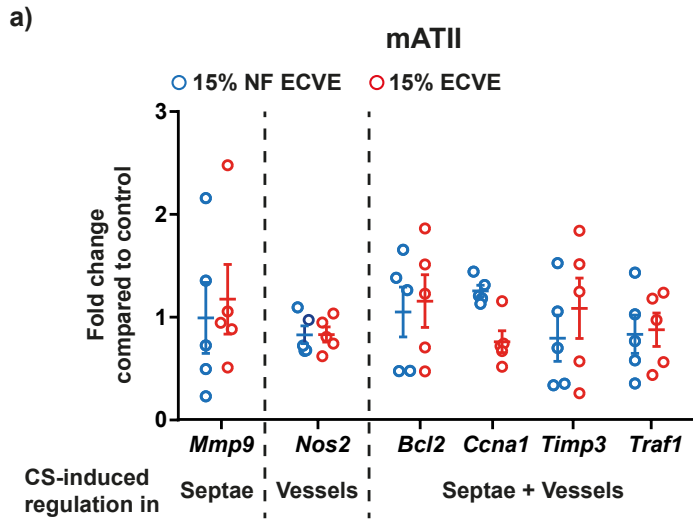 a)
mATII
15% NF ECVE 15% ECVE
Fold change
compared to control
3
2
1
0
Mmp9 Nos2 Bcl2 Ccna1 Timp3 Traf1
CS-induced
regulation in
Septae Vessels Septae + Vessels